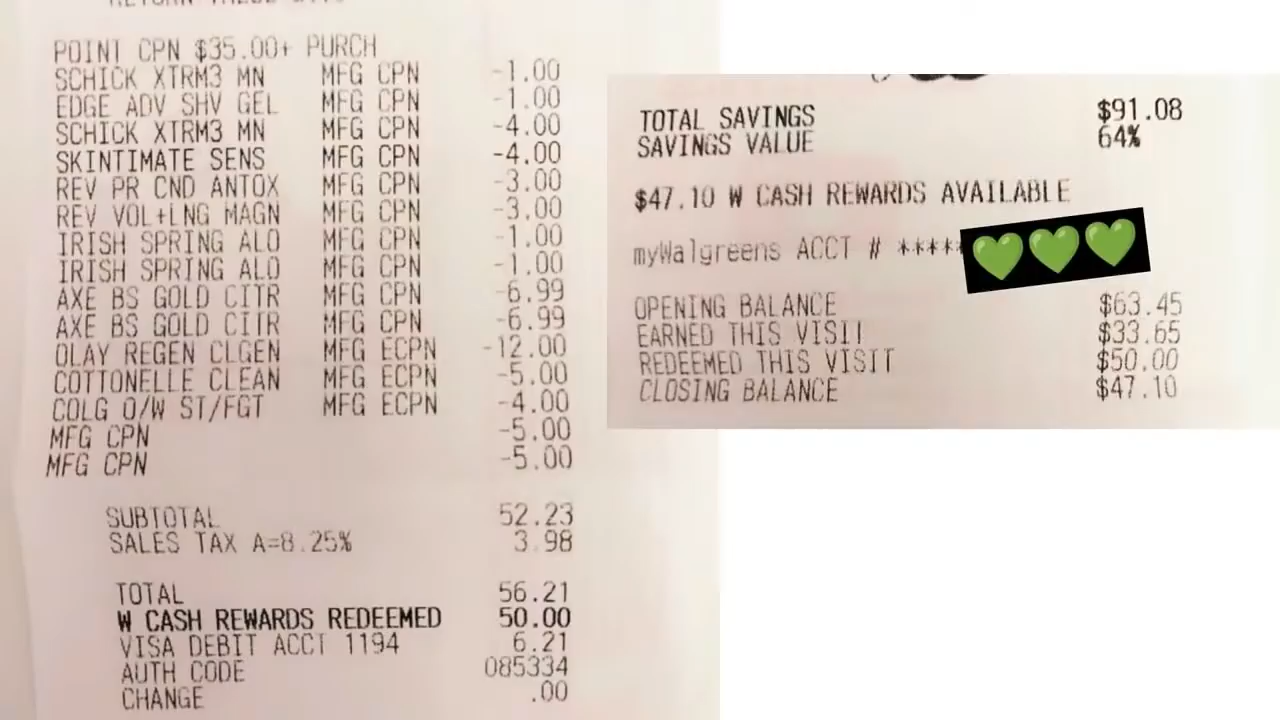 POINT CPN $35.00+ PURCH
SCHICK XTRM3 MN MFG CPN -1.00
EDGE ADV SHV GEL MFG CPN -1.00
SCHICK XTRM3 MN MFG CPN -4.00
SKINTIMATE SENS MFG CPN -4.00
REV PR CND ANTOX MFG CPN -3.00
REV VOL+LNG MAGN MFG CPN -3.00
IRISH SPRING ALO MFG CPN -1.00
IRISH SPRING ALO MFG CPN -1.00
AXE BS GOLD CITR MFG CPN -6.99
AXE BS GOLD CITR MFG CPN -6.99
OLAY REGEN CLGEN MFG ECPN -12.00
COTTONELLE CLEAN MFG ECPN -5.00
COLG O/W ST/FGT MFG ECPN -4.00
MFG CPN -5.00
MFG CPN -5.00
SUBTOTAL 52.23
SALES TAX A=8.25% 3.98
TOTAL 56.21
W CASH REWARDS REDEEMED 50.00
VISA DEBIT ACCT 1194 6.21
AUTH CODE 085334
CHANGE .00
TOTAL SAVINGS $91.08
SAVINGS VALUE 64%
$47.10 W CASH REWARDS AVAILABLE
myWalgreens ACCT # *****
OPENING BALANCE $63.45
EARNED THIS VISIT $33.65
REDEEMED THIS VISIT $50.00
CLOSING BALANCE $47.10